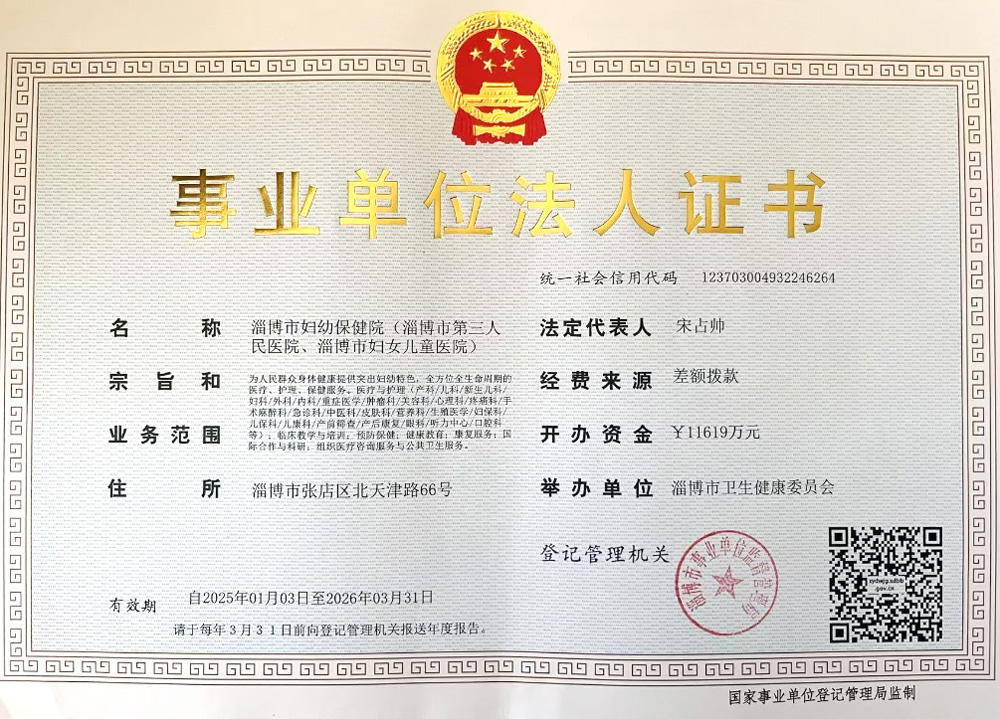 事业单位法人证书
统一社会信用代码 123703004932246264
名称 淄博市妇幼保健院（淄博市第三人
民医院、淄博市妇女儿童医院）
法定代表人 宋占帅
宗旨和
业务范围
为人民群众身体健康提供突出妇幼特色，全方位全生命周期的
医疗、护理、保健服务。医疗与护理（产科/儿科/新生儿科/
妇科/外科/内科/重症医学/肿瘤科/美容科/心理科/疼痛科/手
术麻醉科/急诊科/中医科/皮肤科/营养科/生殖医学/妇保科/
儿保科/儿康科/产前筛查/产后康复/眼科/听力中心/口腔科
等）；临床教学与培训；预防保健；健康教育；康复服务；国
际合作与科研；组织医疗咨询服务与公共卫生服务。
经费来源 差额拨款
开办资金 ￥11619万元
住所 淄博市张店区北天津路66号
举办单位 淄博市卫生健康委员会
登记管理机关
淄博市事业单位监督管理局
sydwjg.sdbb
.gov.cn
有效期 自2025年01月03日至2026年03月31日
请于每年3月31日前向登记管理机关报送年度报告。
国家事业单位登记管理局监制